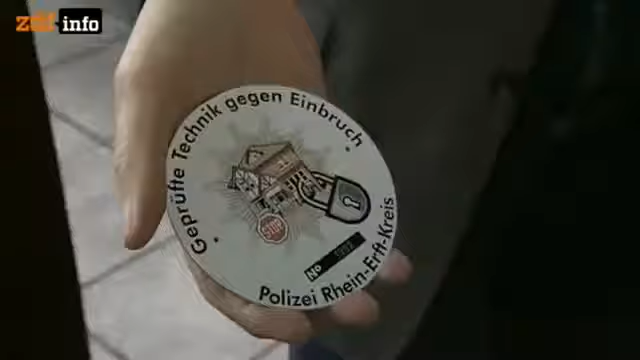 zdf info
Geprüfte Technik gegen Einbruch
STOP
No
Polizei Rhein-Erft-Kreis